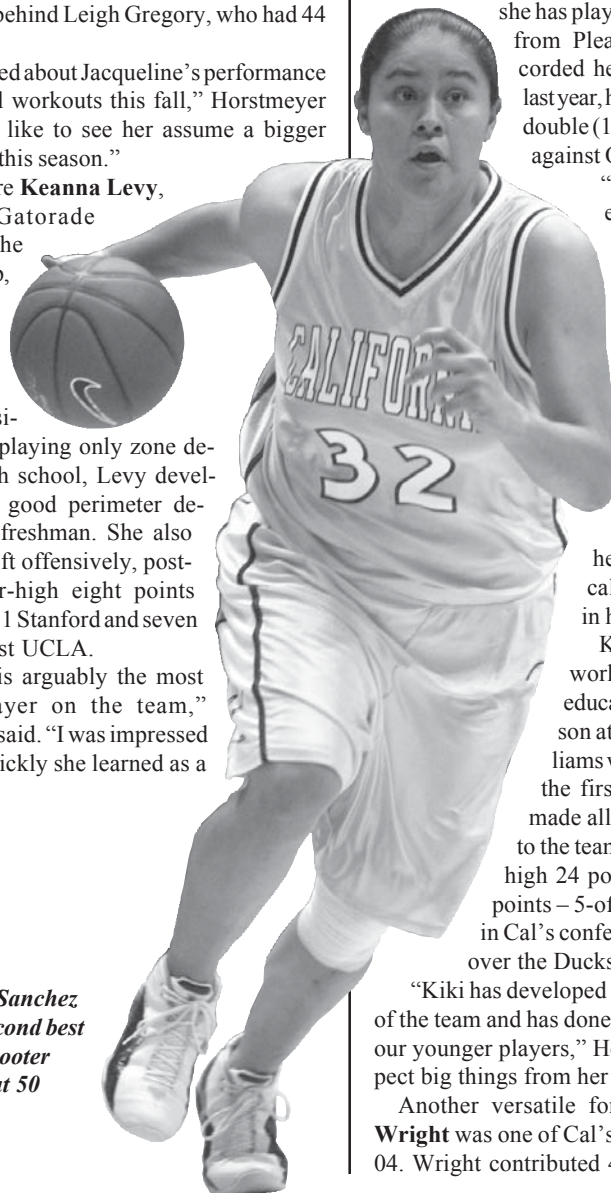 behind Leigh Gregory, who had 44
ed about Jacqueline's performance
l workouts this fall,” Horstmeyer
like to see her assume a bigger
this season.”
re Keanna Levy,
Gatorade
he
o,
si-
playing only zone de-
h school, Levy devel-
good perimeter de-
freshman. She also
ft offensively, post-
r-high eight points
1 Stanford and seven
st UCLA.
is arguably the most
ayer on the team,”
said. “I was impressed
ickly she learned as a
Sanchez
cond best
ooter
at 50
CALIFOR
32
she has play
from Plea
corded he
last year, h
double (1
against O
“
e
he
cal
in h
K
work
educa
son at
liams w
the firs
made all
to the team
high 24 po
points – 5-of
in Cal's confe
over the Ducks
“Kiki has developed
of the team and has done
our younger players,” Ho
pect big things from her
Another versatile for
Wright was one of Cal's
04. Wright contributed 4